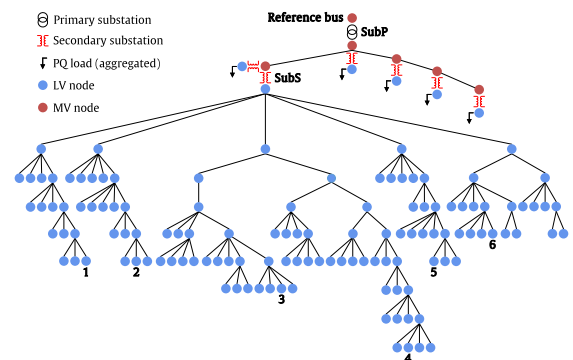 Reference bus
Primary substation
SubP
Secondary substation
PQ load (aggregated)
SubS
LV node
MV node
1
2
3
4
5
6